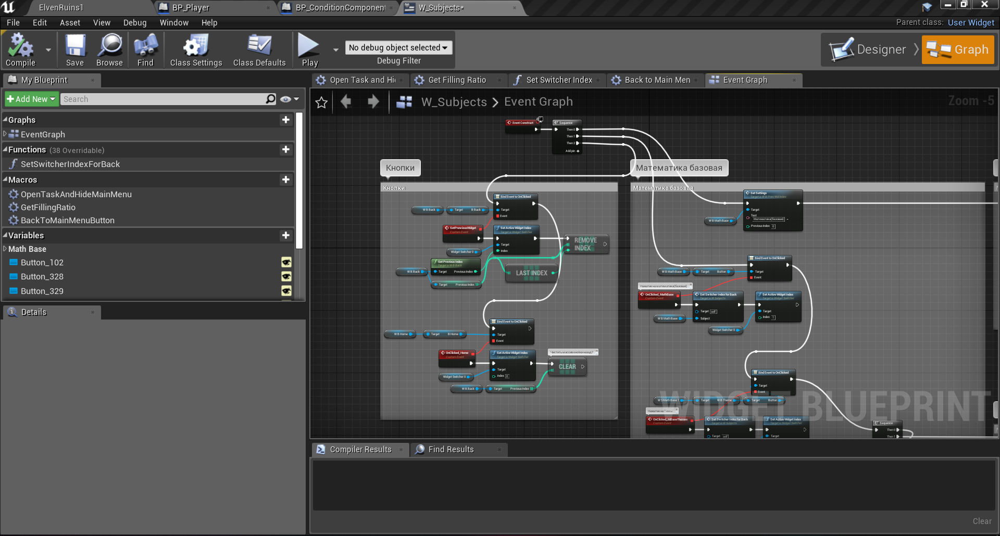 ElvenRuins1
BP_Player
BP_ConditionComponent
W_Subjects*
File Edit Asset View Debug Window Help
Parent class: User Widget
Compile
Save
Browse
Find
Class Settings
Class Defaults
Play
No debug object selected
Debug Filter
Designer
Graph
My Blueprint
Add New
Search
Graphs
EventGraph
Functions (38 Overridable)
SetSwitcherIndexForBack
Macros
OpenTaskAndHideMainMenu
GetFillingRatio
BackToMainMenuButton
Variables
Math Base
Button_102
Button_328
Button_329
Details
Open Task and Hi
Get Filling Ratio
Set Switcher Index
Back to Main Men
Event Graph
W_Subjects > Event Graph
Zoom -5
Event Construct
Sequence
Then 0
Then 1
Then 2
Add pin +
Кнопки
Кнопки
Bind Event to OnClicked
Target
Event
W B Back
Target B Back
SetPreviousWidget
Custom Event
Set Active Widget Index
Target is Widget Switcher
Target
Index
Widget Switcher 0
REMOVE INDEX
Get Previous Index
Target is W B Back
Target Previous Index
W B Back
Target Previous Index
LAST INDEX
Bind Event to OnClicked
Target
Event
W B Home
Target B Home
OnClicked_Home
Custom Event
Set Active Widget Index
Target is Widget Switcher
Target
Index 0
Widget Switcher 0
Чистить массив кнопки назад?
CLEAR
W B Back
Target Previous Index
Математика базовая
Математика базовая
Set Settings
Target
Text
Математика(базовая)
Previous Index 0
W B Math Base
Bind Event to OnClicked
Target
Event
W B Math Base
Target Button
Нажатие на математика(базовая)
OnClicked_MathBase
Custom Event
Set Switcher Index for Back
Target is W Subjects
Target self
Subject
W B Math Base
Set Active Widget Index
Target is Widget Switcher
Target
Index 1
Widget Switcher 0
Bind Event to OnClicked
Target
Event
W S Math Base 1
Target W B Theme
Target Button
Нажатие на Темы
OnClicked_MBaseThemes
Custom Event
Set Switcher Index for Back
Target is W Subjects
Target self
Set Active Widget Index
Target is Widget Switcher
Target
Sequence
Then 0
Then 1
WIDGET BLUEPRINT
Compiler Results
Find Results
Clear